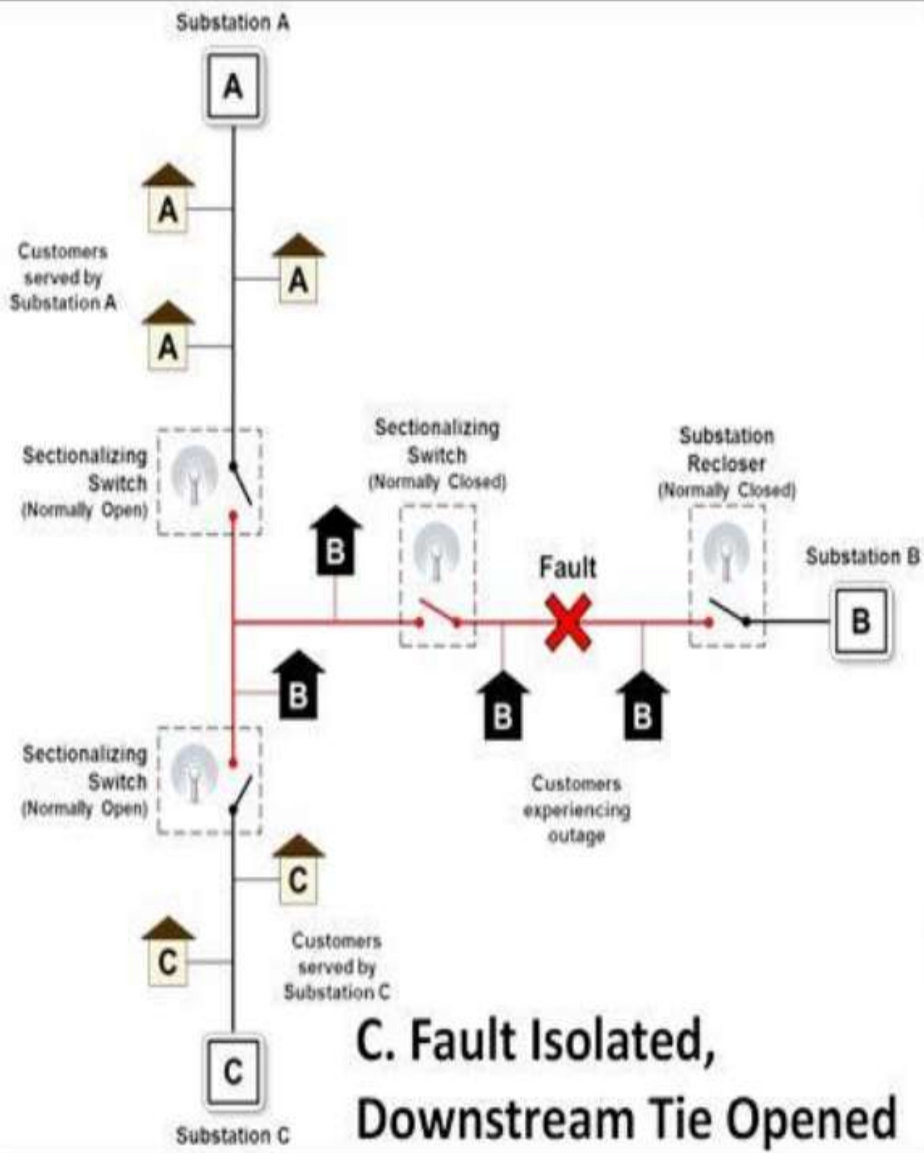 Substation A
A
A
A
A
Customers
served by
Substation A
Sectionalizing
Switch
(Normally Open)
Sectionalizing
Switch
(Normally Closed)
Substation
Recloser
(Normally Closed)
B
Fault
Substation B
B
B
B
B
Customers
experiencing
outage
Sectionalizing
Switch
(Normally Open)
C
C
Customers
served by
Substation C
C
Substation C
C. Fault Isolated,
Downstream Tie Opened